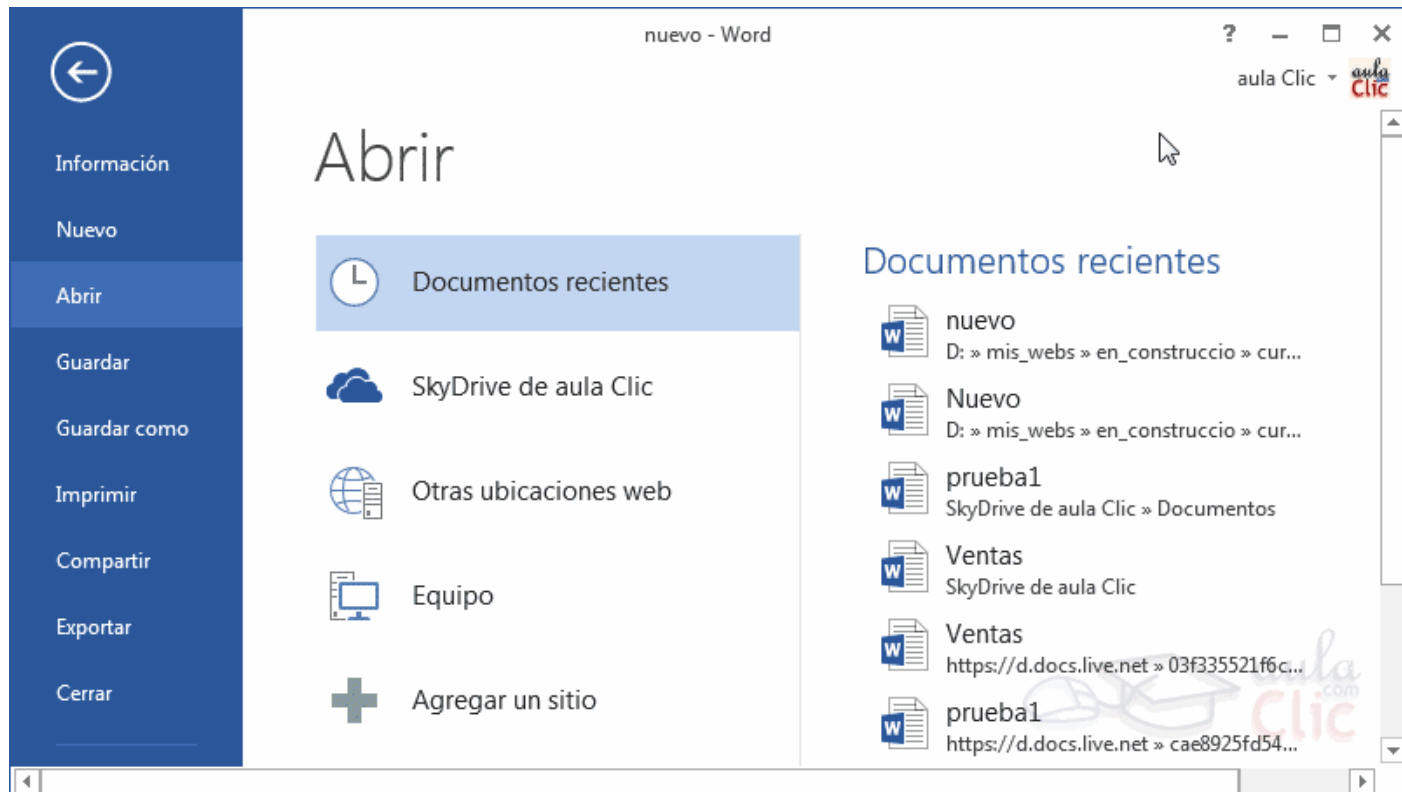 nuevo - Word
?
aula Clic
aula
Clic
Información
Nuevo
Abrir
Guardar
Guardar como
Imprimir
Compartir
Exportar
Cerrar
Abrir
Documentos recientes
SkyDrive de aula Clic
Otras ubicaciones web
Equipo
Agregar un sitio
Documentos recientes
nuevo
D: » mis_webs » en_construccio » cur...
Nuevo
D: » mis_webs » en_construccio » cur...
prueba1
SkyDrive de aula Clic » Documentos
Ventas
SkyDrive de aula Clic
Ventas
https://d.docs.live.net » 03f335521f6c...
prueba1
https://d.docs.live.net » cae8925fd54...
aula
.com
Clic